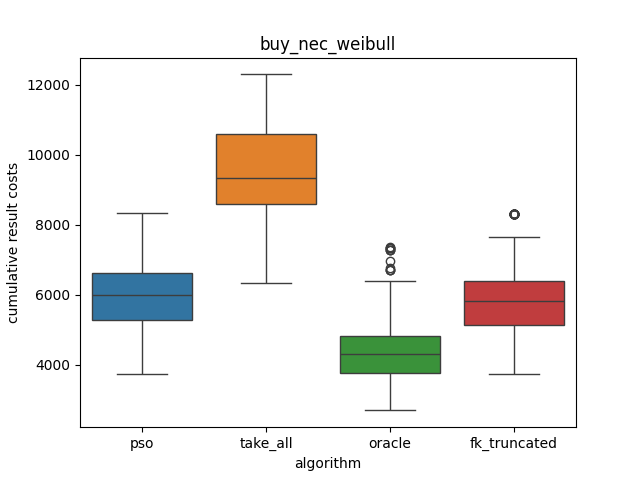 buy_nec_weibull
cumulative result costs
12000
10000
8000
6000
4000
pso take_all oracle fk_truncated
algorithm